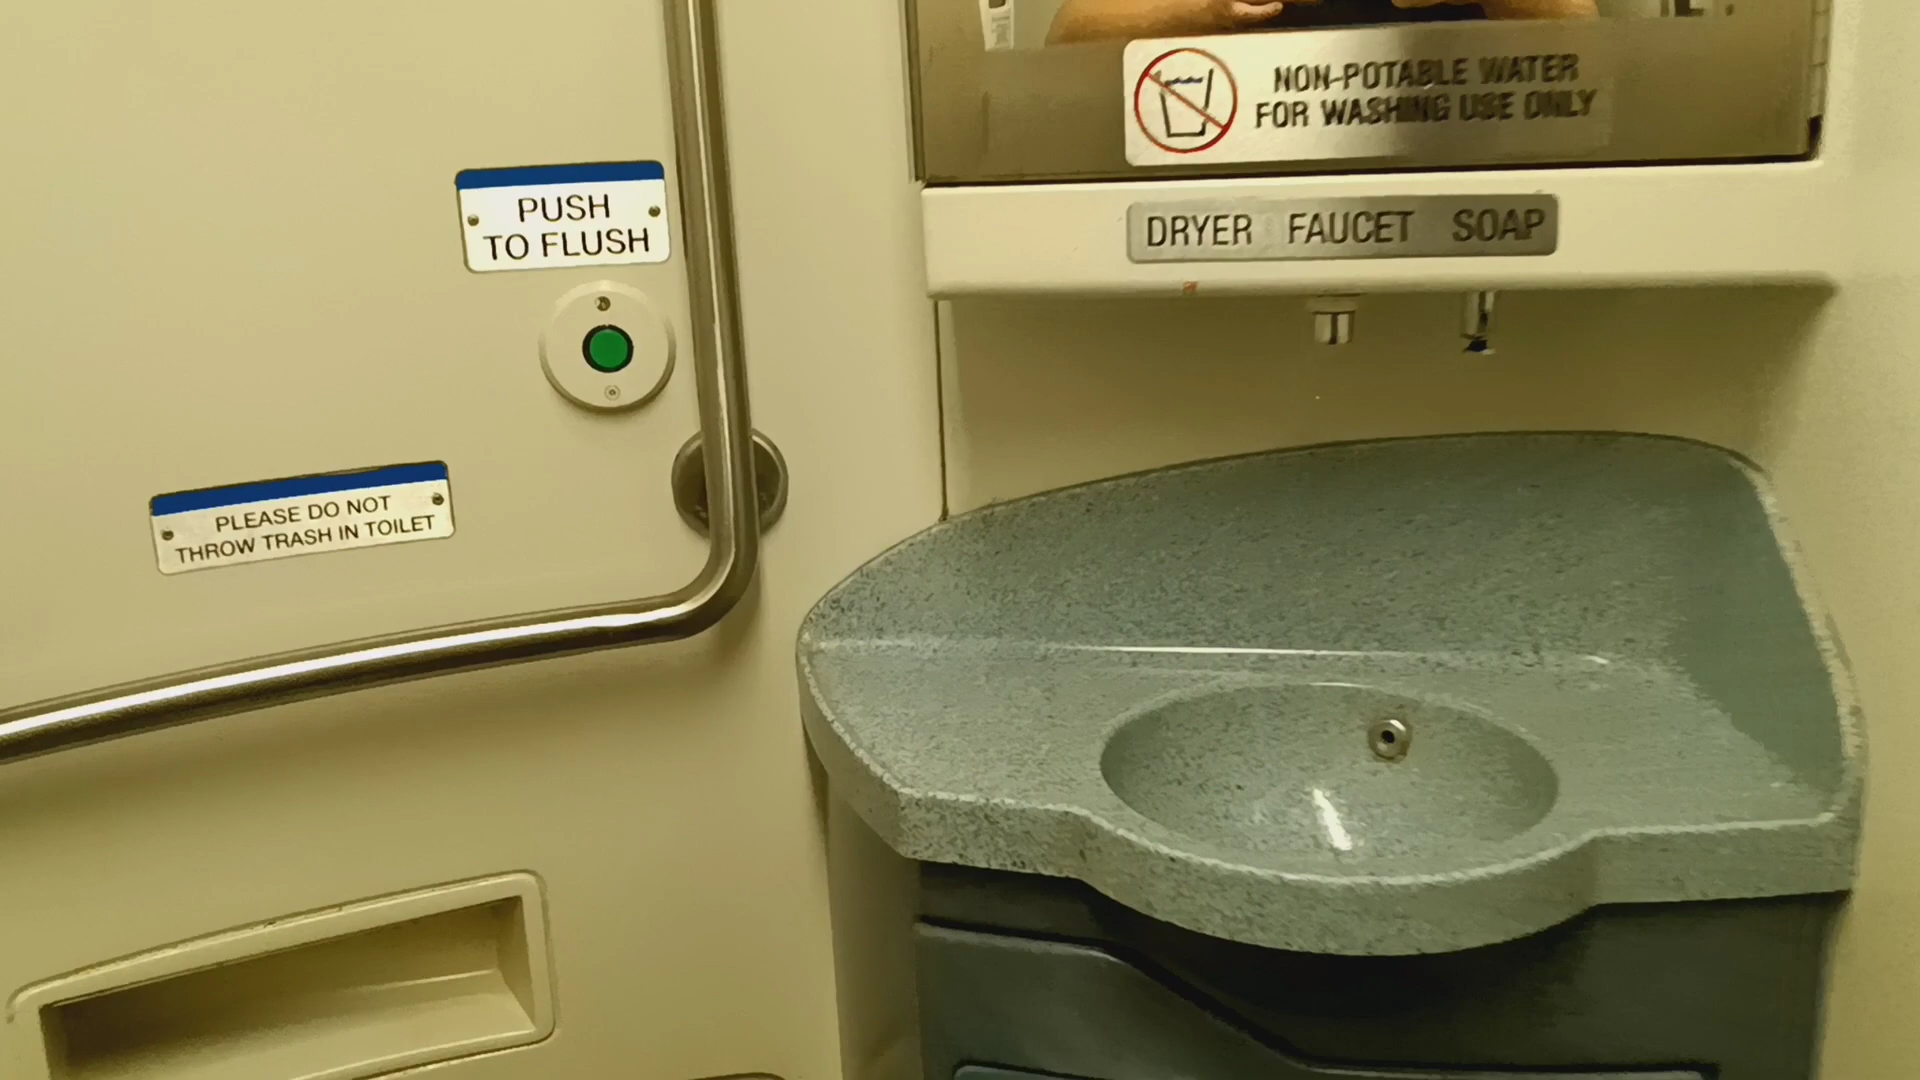 PUSH
TO FLUSH
PLEASE DO NOT
THROW TRASH IN TOILET
NON-POTABLE WATER
FOR WASHING USE ONLY
DRYER FAUCET SOAP